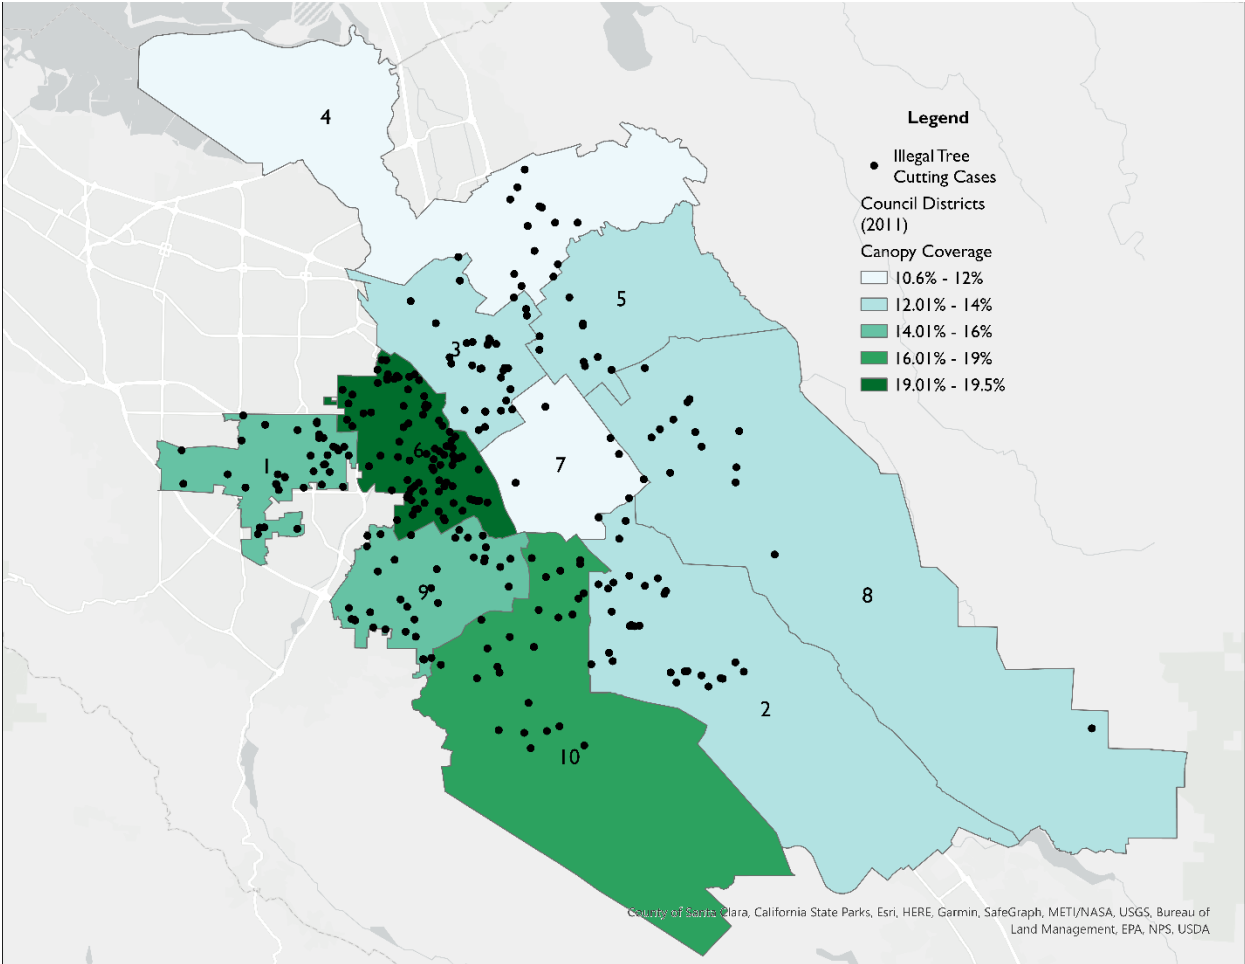 4
Legend
Illegal Tree
Cutting Cases
Council Districts
(2011)
Canopy Coverage
10.6% - 12%
12.01% - 14%
14.01% - 16%
16.01% - 19%
19.01% - 19.5%
5
3
6
7
1
9
8
2
10
County of Santa Clara, California State Parks, Esri, HERE, Garmin, SafeGraph, METI/NASA, USGS, Bureau of
Land Management, EPA, NPS. USDA